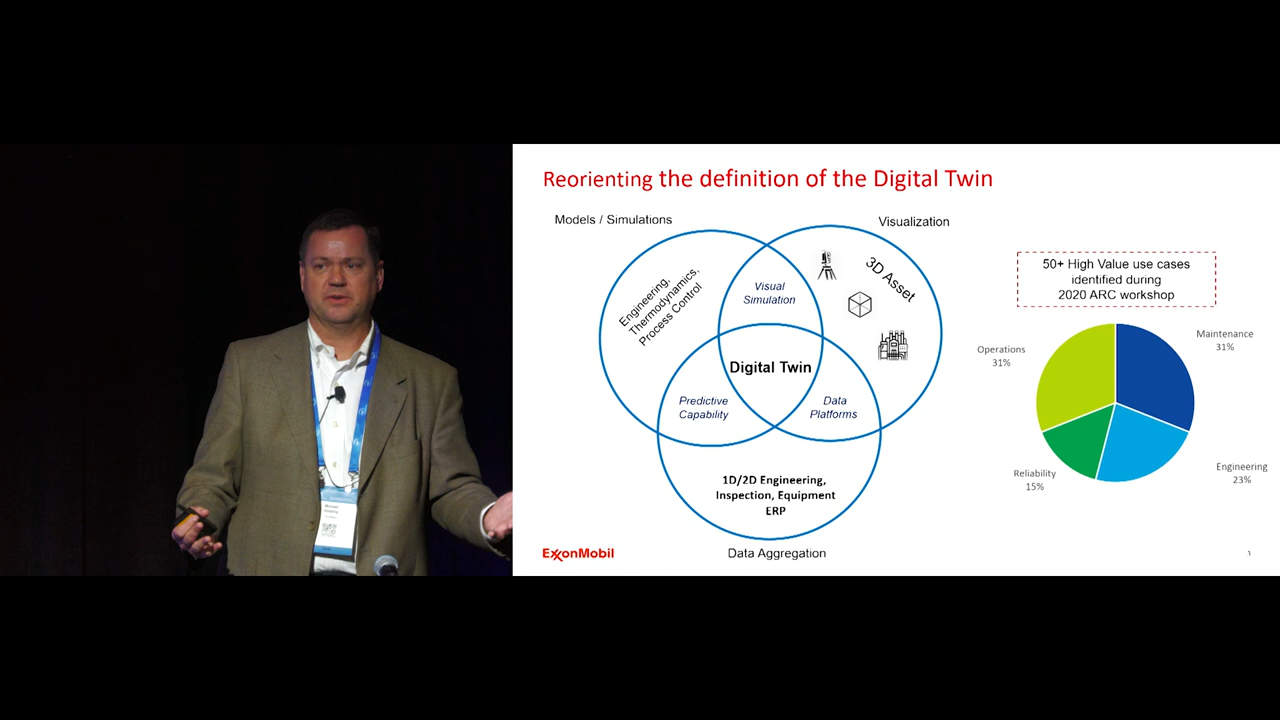 Reorienting the definition of the Digital Twin
Models / Simulations
Visualization
Engineering,
Thermodynamics,
Process Control
Visual
Simulation
3D Asset
Digital Twin
Predictive
Capability
Data
Platforms
1D/2D Engineering,
Inspection, Equipment
ERP
Data Aggregation
50+ High Value use cases
identified during
2020 ARC workshop
Operations
31%
Maintenance
31%
Reliability
15%
Engineering
23%
ExxonMobil
Michael